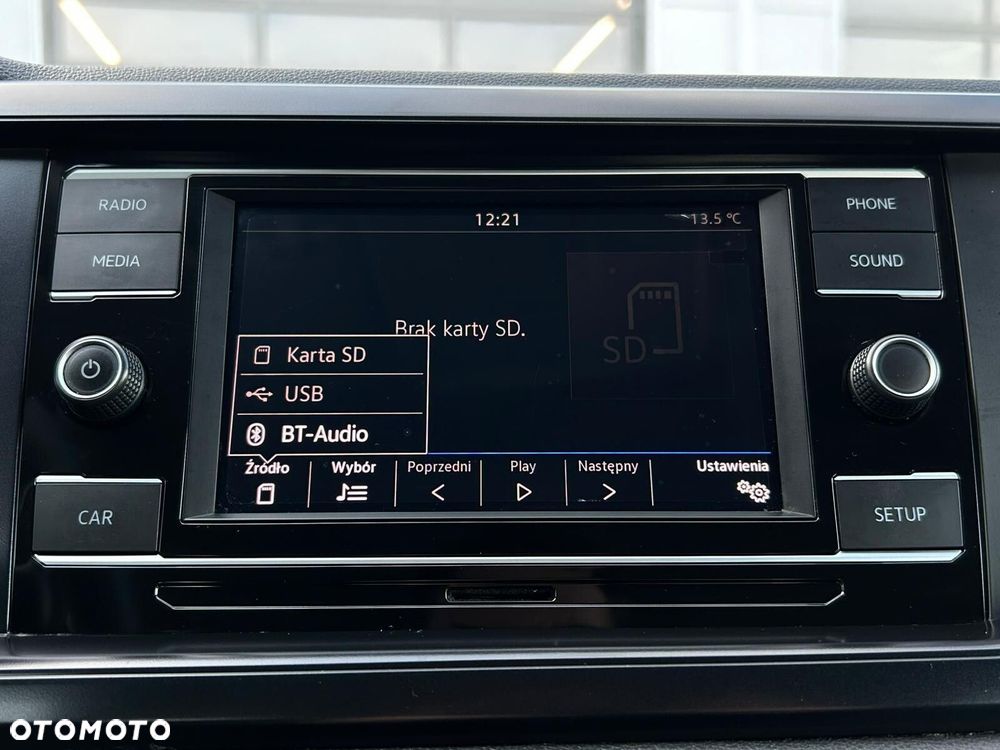 RADIO
MEDIA
PHONE
SOUND
12:21
13.5 °C
Brak karty SD.
SD
Karta SD
USB
BT-Audio
Źródło
Wybór
Poprzedni
Play
Następny
Ustawienia
CAR
SETUP
OTOMOTO